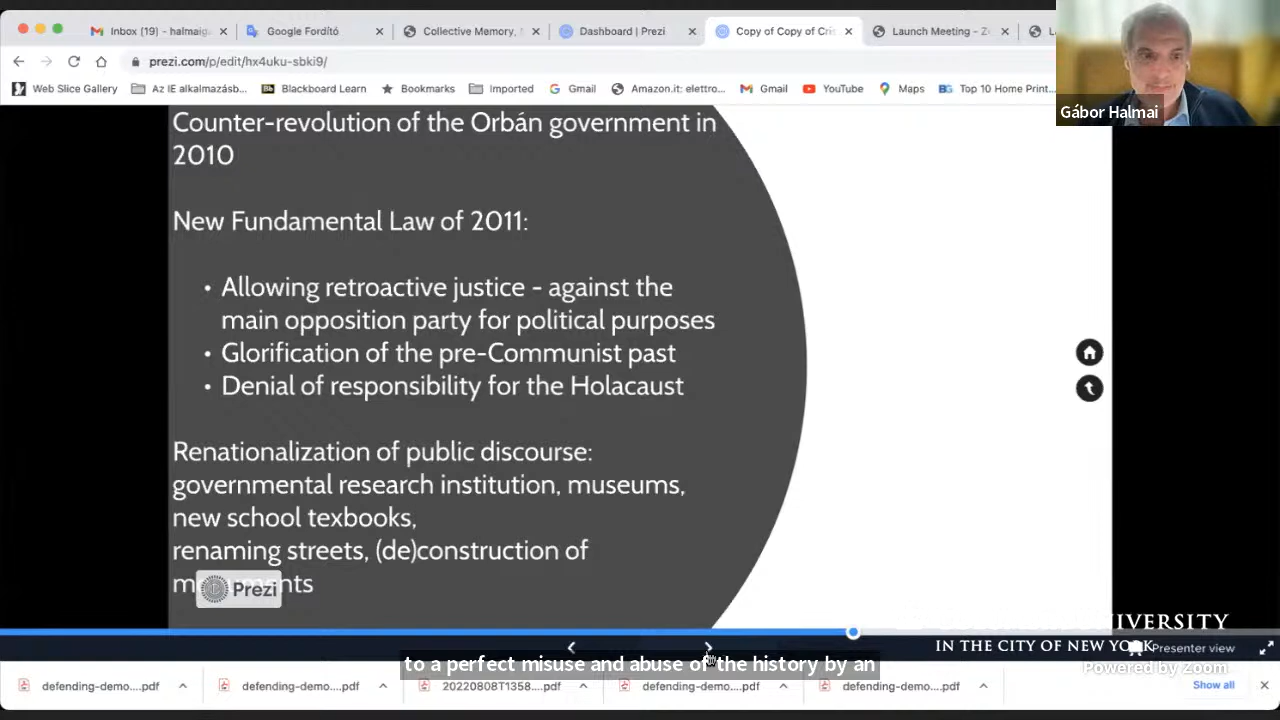 Inbox (19) - halmaig
Google Fordító
Collective Memory,
Dashboard | Prezi
Copy of Copy of Cri
Launch Meeting - Z
prezi.com/p/edit/hx4uku-sbki9/
Web Slice Gallery
Az IE alkalmazásb...
Bb
Blackboard Learn
Bookmarks
Imported
Gmail
Amazon.it: elettro...
Gmail
YouTube
Maps
BG
Top 10 Home Print...
Gábor Halmai
Counter-revolution of the Orbán government in
2010
New Fundamental Law of 2011:
• Allowing retroactive justice - against the
main opposition party for political purposes
• Glorification of the pre-Communist past
• Denial of responsibility for the Holacaust
Renationalization of public discourse:
governmental research institution, museums,
new school texbooks,
renaming streets, (de)construction of
Prezi
IN THE CITY OF NEW YORK
Presenter view
to a perfect misuse and abuse of the history by an
Powered by Zoom
defending-demo....pdf
defending-demo....pdf
20220808T1358....pdf
defending-demo....pdf
defending-demo....pdf
Show all